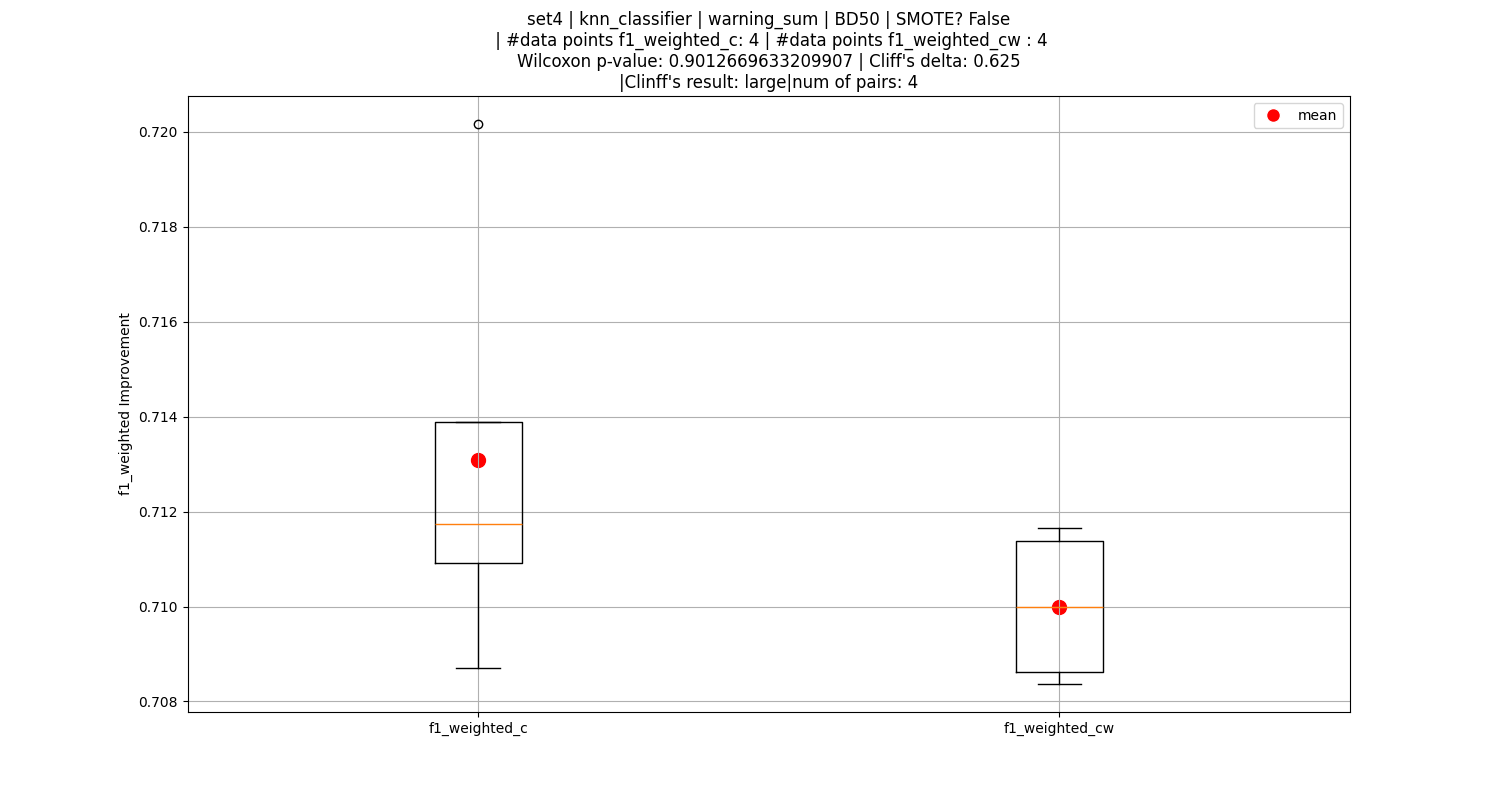 set4 | knn_classifier | warning_sum | BD50 | SMOTE? False
| #data points f1_weighted_c: 4 | #data points f1_weighted_cw : 4
Wilcoxon p-value: 0.9012669633209907 | Cliff's delta: 0.625
|Clinff's result: large|num of pairs: 4
mean
0.720
0.718
0.716
0.714
0.712
0.710
0.708
f1_weighted Improvement
f1_weighted_c
f1_weighted_cw